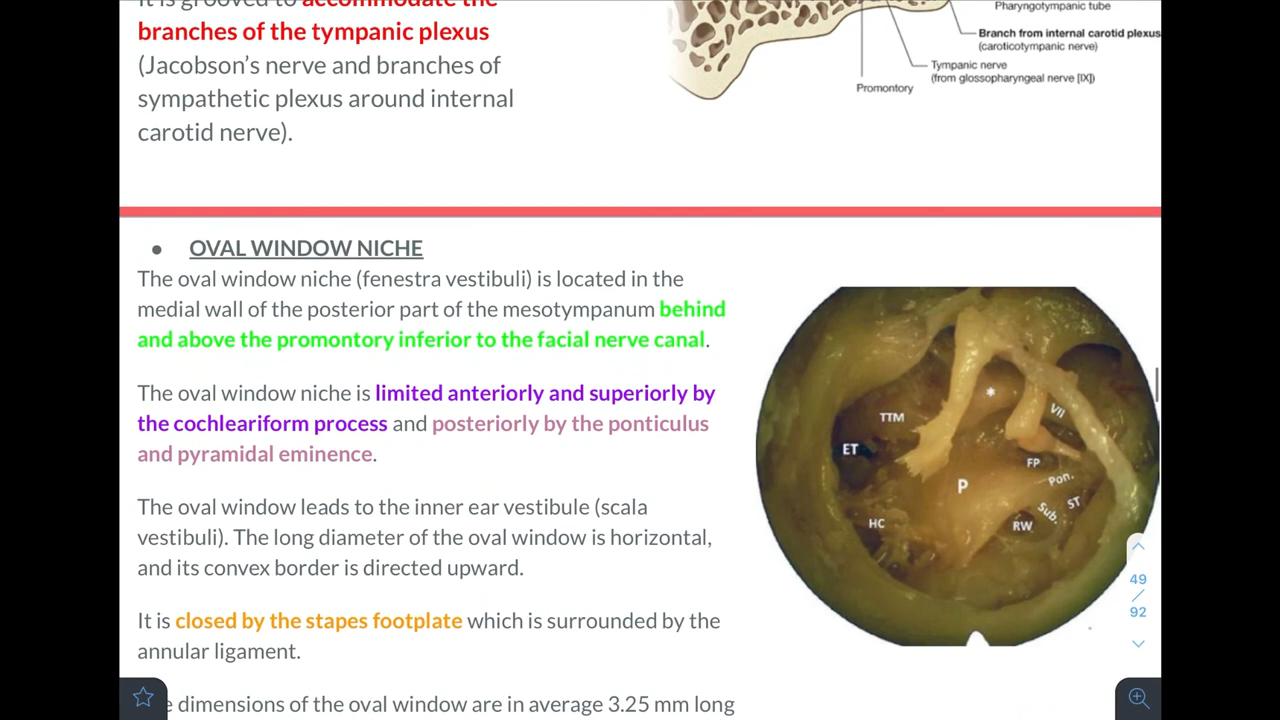 It is grooved to accommodate the
branches of the tympanic plexus
(Jacobson's nerve and branches of
sympathetic plexus around internal
carotid nerve).
Pharyngotympanic tube
Branch from internal carotid plexus
(caroticotympanic nerve)
Tympanic nerve
(from glossopharyngeal nerve [IX])
Promontory
● OVAL WINDOW NICHE
The oval window niche (fenestra vestibuli) is located in the
medial wall of the posterior part of the mesotympanum behind
and above the promontory inferior to the facial nerve canal.
The oval window niche is limited anteriorly and superiorly by
the cochleariform process and posteriorly by the ponticulus
and pyramidal eminence.
The oval window leads to the inner ear vestibule (scala
vestibuli). The long diameter of the oval window is horizontal,
and its convex border is directed upward.
It is closed by the stapes footplate which is surrounded by the
annular ligament.
e dimensions of the oval window are in average 3.25 mm long
*
TTM
VII
ET
FP
P
Pon.
HC
RW
Sub.
ST
49
/
92